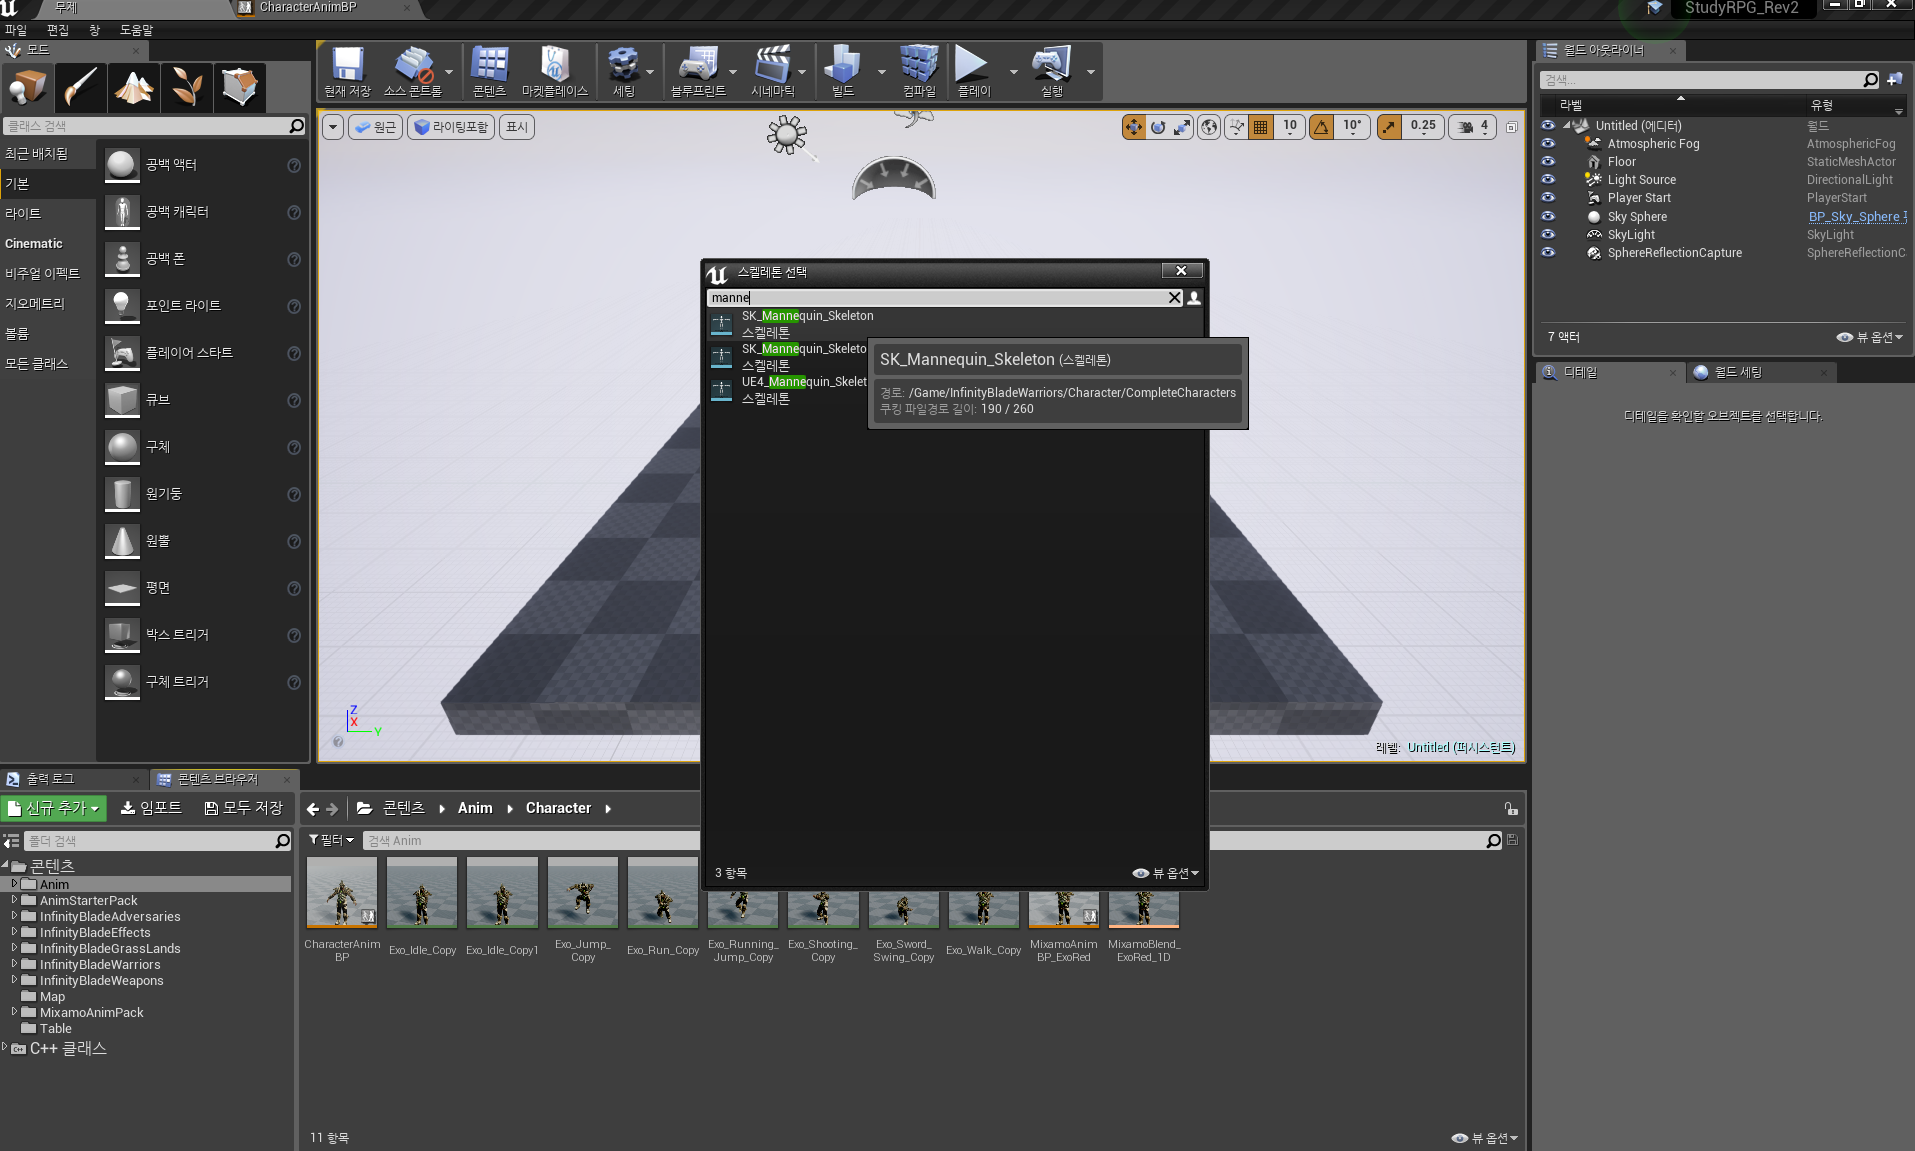 무제
CharacterAnimBP
StudyRPG_Rev2
파일 편집 창 도움말
모드
현재 저장
소스 콘트롤
콘텐츠
마켓플레이스
세팅
블루프린트
시네마틱
빌드
컴파일
플레이
실행
클래스 검색
최근 배치됨
기본
라이트
Cinematic
비주얼 이펙트
지오메트리
볼륨
모든 클래스
공백 액터
공백 캐릭터
공백 폰
포인트 라이트
플레이어 스타트
큐브
구체
원기둥
원뿔
평면
박스 트리거
구체 트리거
원근
라이팅포함
표시
10
10°
0.25
4
Z
X
Y
레벨: Untitled (퍼시스턴트)
스켈레톤 선택
manne
SK_Mannequin_Skeleton
스켈레톤
SK_Mannequin_Skeleto
스켈레톤
UE4_Mannequin_Skelet
스켈레톤
SK_Mannequin_Skeleton (스켈레톤)
경로: /Game/InfinityBladeWarriors/Character/CompleteCharacters
쿠킹 파일경로 길이: 190 / 260
3 항목
뷰 옵션
월드 아웃라이너
검색...
라벨
유형
Untitled (에디터) 월드
Atmospheric Fog AtmosphericFog
Floor StaticMeshActor
Light Source DirectionalLight
Player Start PlayerStart
Sky Sphere BP_Sky_Sphere
SkyLight SkyLight
SphereReflectionCapture SphereReflectionC
7 액터
뷰 옵션
디테일
월드 세팅
디테일을 확인할 오브젝트를 선택합니다.
출력 로그
콘텐츠 브라우저
신규 추가
임포트
모두 저장
콘텐츠
Anim
Character
폴더 검색
콘텐츠
Anim
AnimStarterPack
InfinityBladeAdversaries
InfinityBladeEffects
InfinityBladeGrassLands
InfinityBladeWarriors
InfinityBladeWeapons
Map
MixamoAnimPack
Table
C++ 클래스
필터
검색 Anim
CharacterAnim
BP
Exo_Idle_Copy
Exo_Idle_Copy1
Exo_Jump_
Copy
Exo_Run_Copy
Exo_Running_
Jump_Copy
Exo_Shooting_
Copy
Exo_Sword_
Swing_Copy
Exo_Walk_Copy
MixamoAnim
BP_ExoRed
MixamoBlend_
ExoRed_1D
11 항목
뷰 옵션